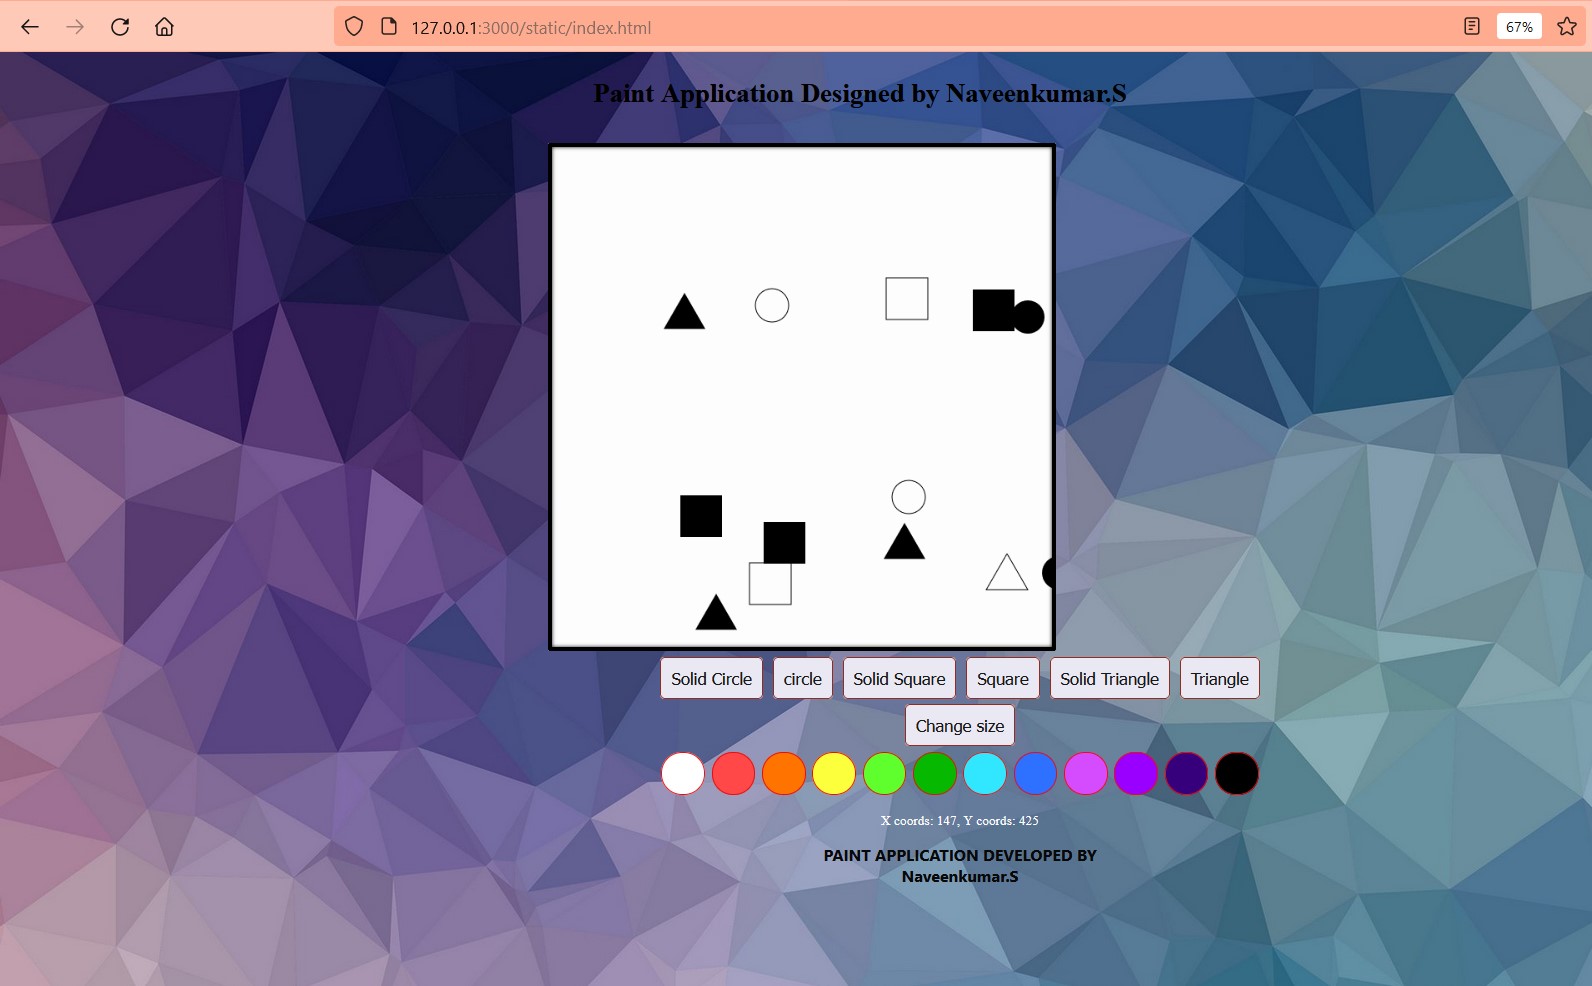 127.0.0.1:3000/static/index.html
67%
Paint Application Designed by Naveenkumar.S
Solid Circle
circle
Solid Square
Square
Solid Triangle
Triangle
Change size
X coords: 147, Y coords: 425
PAINT APPLICATION DEVELOPED BY
Naveenkumar.S